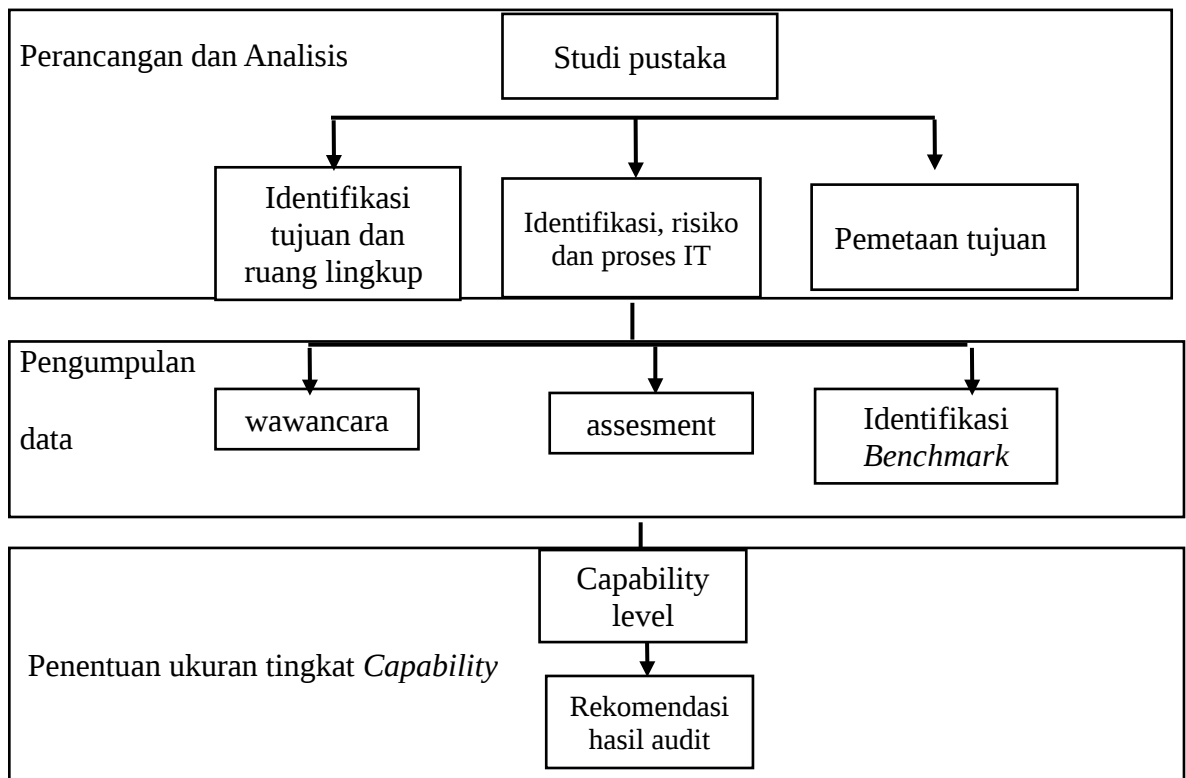 Perancangan dan Analisis
Studi pustaka
Identifikasi
tujuan dan
ruang lingkup
Identifikasi, risiko
dan proses IT
Pemetaan tujuan
Pengumpulan
data
wawancara
assesment
Identifikasi
Benchmark
Capability
level
Penentuan ukuran tingkat Capability
Rekomendasi
hasil audit